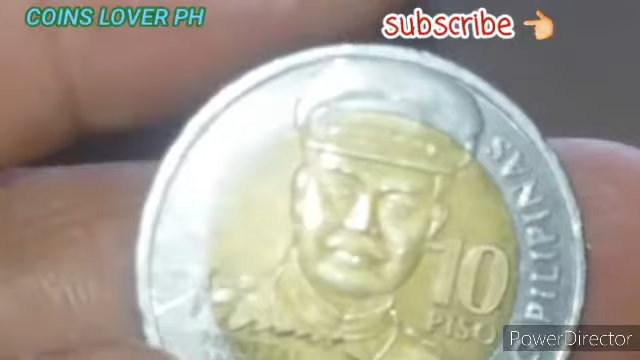 COINS LOVER PH
subscribe
PILIPINAS
10
PISO
PowerDirector